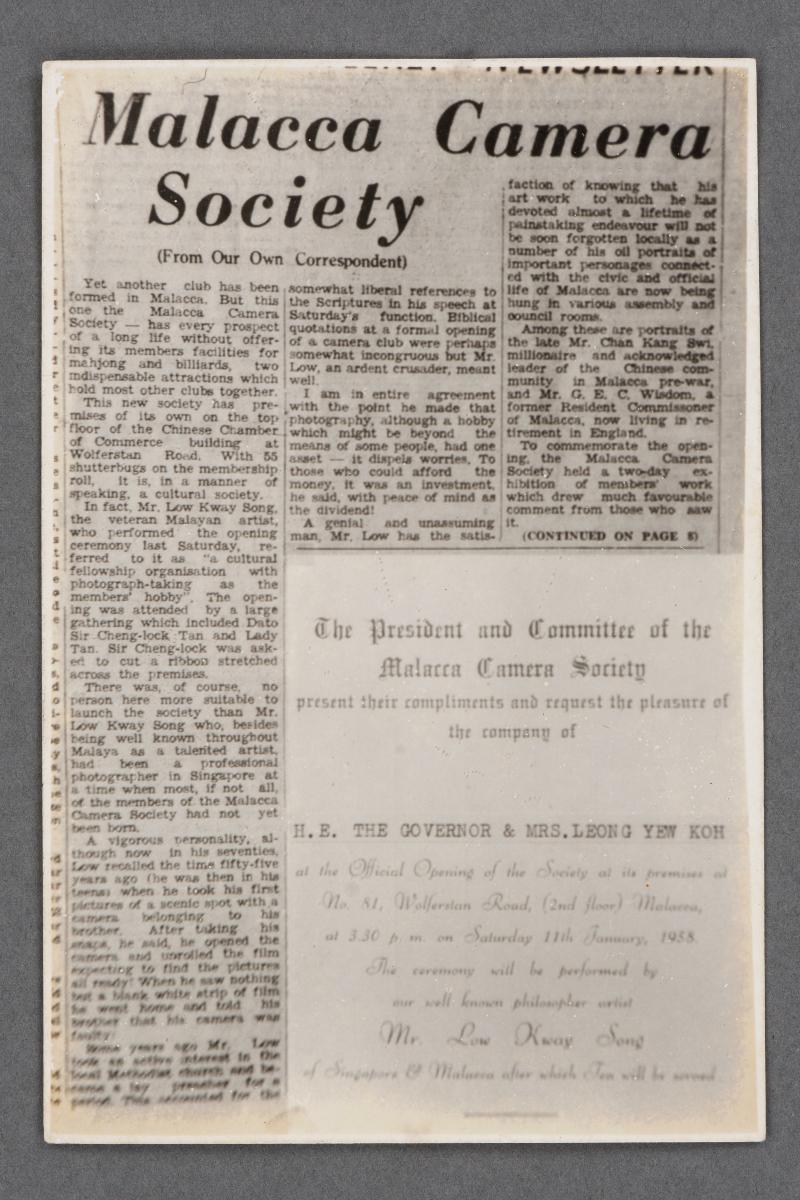 NEWSLETTER
Malacca Camera
Society
(From Our Own Correspondent)
Yet another club has been
formed in Malacca. But this
one the Malacca Camera
Society — has every prospect
of a long life without offer-
ing its members facilities for
mahjong and billiards, two
indispensable attractions which
hold most other clubs together.
This new society has pre-
mises of its own on the top
floor of the Chinese Chamber
of Commerce building at
Wolferstan Road. With 55
shutterbugs on the membership
roll, it is, in a manner of
speaking, a cultural society.
In fact, Mr. Low Kway Song,
the veteran Malayan artist,
who performed the opening
ceremony last Saturday, re-
ferred to it as "a cultural
fellowship organisation with
photograph-taking as the
members' hobby". The open-
ing was attended by a large
gathering which included Dato
Sir Cheng-lock Tan and Lady
Tan. Sir Cheng-lock was ask-
ed to cut a ribbon stretched
across the premises.
There was, of course, no
person here more suitable to
launch the society than Mr.
Low Kway Song who, besides
being well known throughout
Malaya as a talented artist,
had been a professional
photographer in Singapore at
a time when most, if not all,
of the members of the Malacca
Camera Society had not yet
been born.
A vigorous personality, al-
though now in his seventies,
Low recalled the time fifty-five
years ago (he was then in his
teens) when he took his first
pictures of a scenic spot with a
camera belonging to his
brother. After taking his
snaps, he said, he opened the
camera and unrolled the film
expecting to find the pictures
all ready! When he saw nothing
but a blank white strip of film
he went home and told his
brother that his camera was
faulty.
Some years ago Mr. Low
took an active interest in the
local Methodist church and be-
came a lay preacher for a
period. This accounted for the
somewhat liberal references to
the Scriptures in his speech at
Saturday's function. Biblical
quotations at a formal opening
of a camera club were perhaps
somewhat incongruous but Mr.
Low, an ardent crusader, meant
well.
I am in entire agreement
with the point he made that
photography, although a hobby
which might be beyond the
means of some people, had one
asset — it dispels worries. To
those who could afford the
money, it was an investment,
he said, with peace of mind as
the dividend!
A genial and unassuming
man, Mr. Low has the satis-
faction of knowing that his
art work to which he has
devoted almost a lifetime of
painstaking endeavour will not
be soon forgotten locally as a
number of his oil portraits of
important personages connect-
ed with the civic and official
life of Malacca are now being
hung in various assembly and
council rooms.
Among these are portraits of
the late Mr. Chan Kang Swi,
millionaire and acknowledged
leader of the Chinese com-
munity in Malacca pre-war,
and Mr. G. E. C. Wisdom, a
former Resident Commissoner
of Malacca, now living in re-
tirement in England.
To commemorate the open-
ing, the Malacca Camera
Society held a two-day ex-
hibition of members' work
which drew much favourable
comment from those who saw
it.
(CONTINUED ON PAGE 8)
The President and Committee of the
Malacca Camera Society
present their compliments and request the pleasure of
the company of
H.E. THE GOVERNOR & MRS.LEONG YEW KOH
at the Official Opening of the Society at its premises at
No. 81, Wolferstan Road, (2nd floor) Malacca,
at 3.30 p. m. on Saturday 11th January, 1958.
The ceremony will be performed by
our well known philosopher artist
Mr. Low Kway Song
of Singapore & Malacca after which Tea will be served.